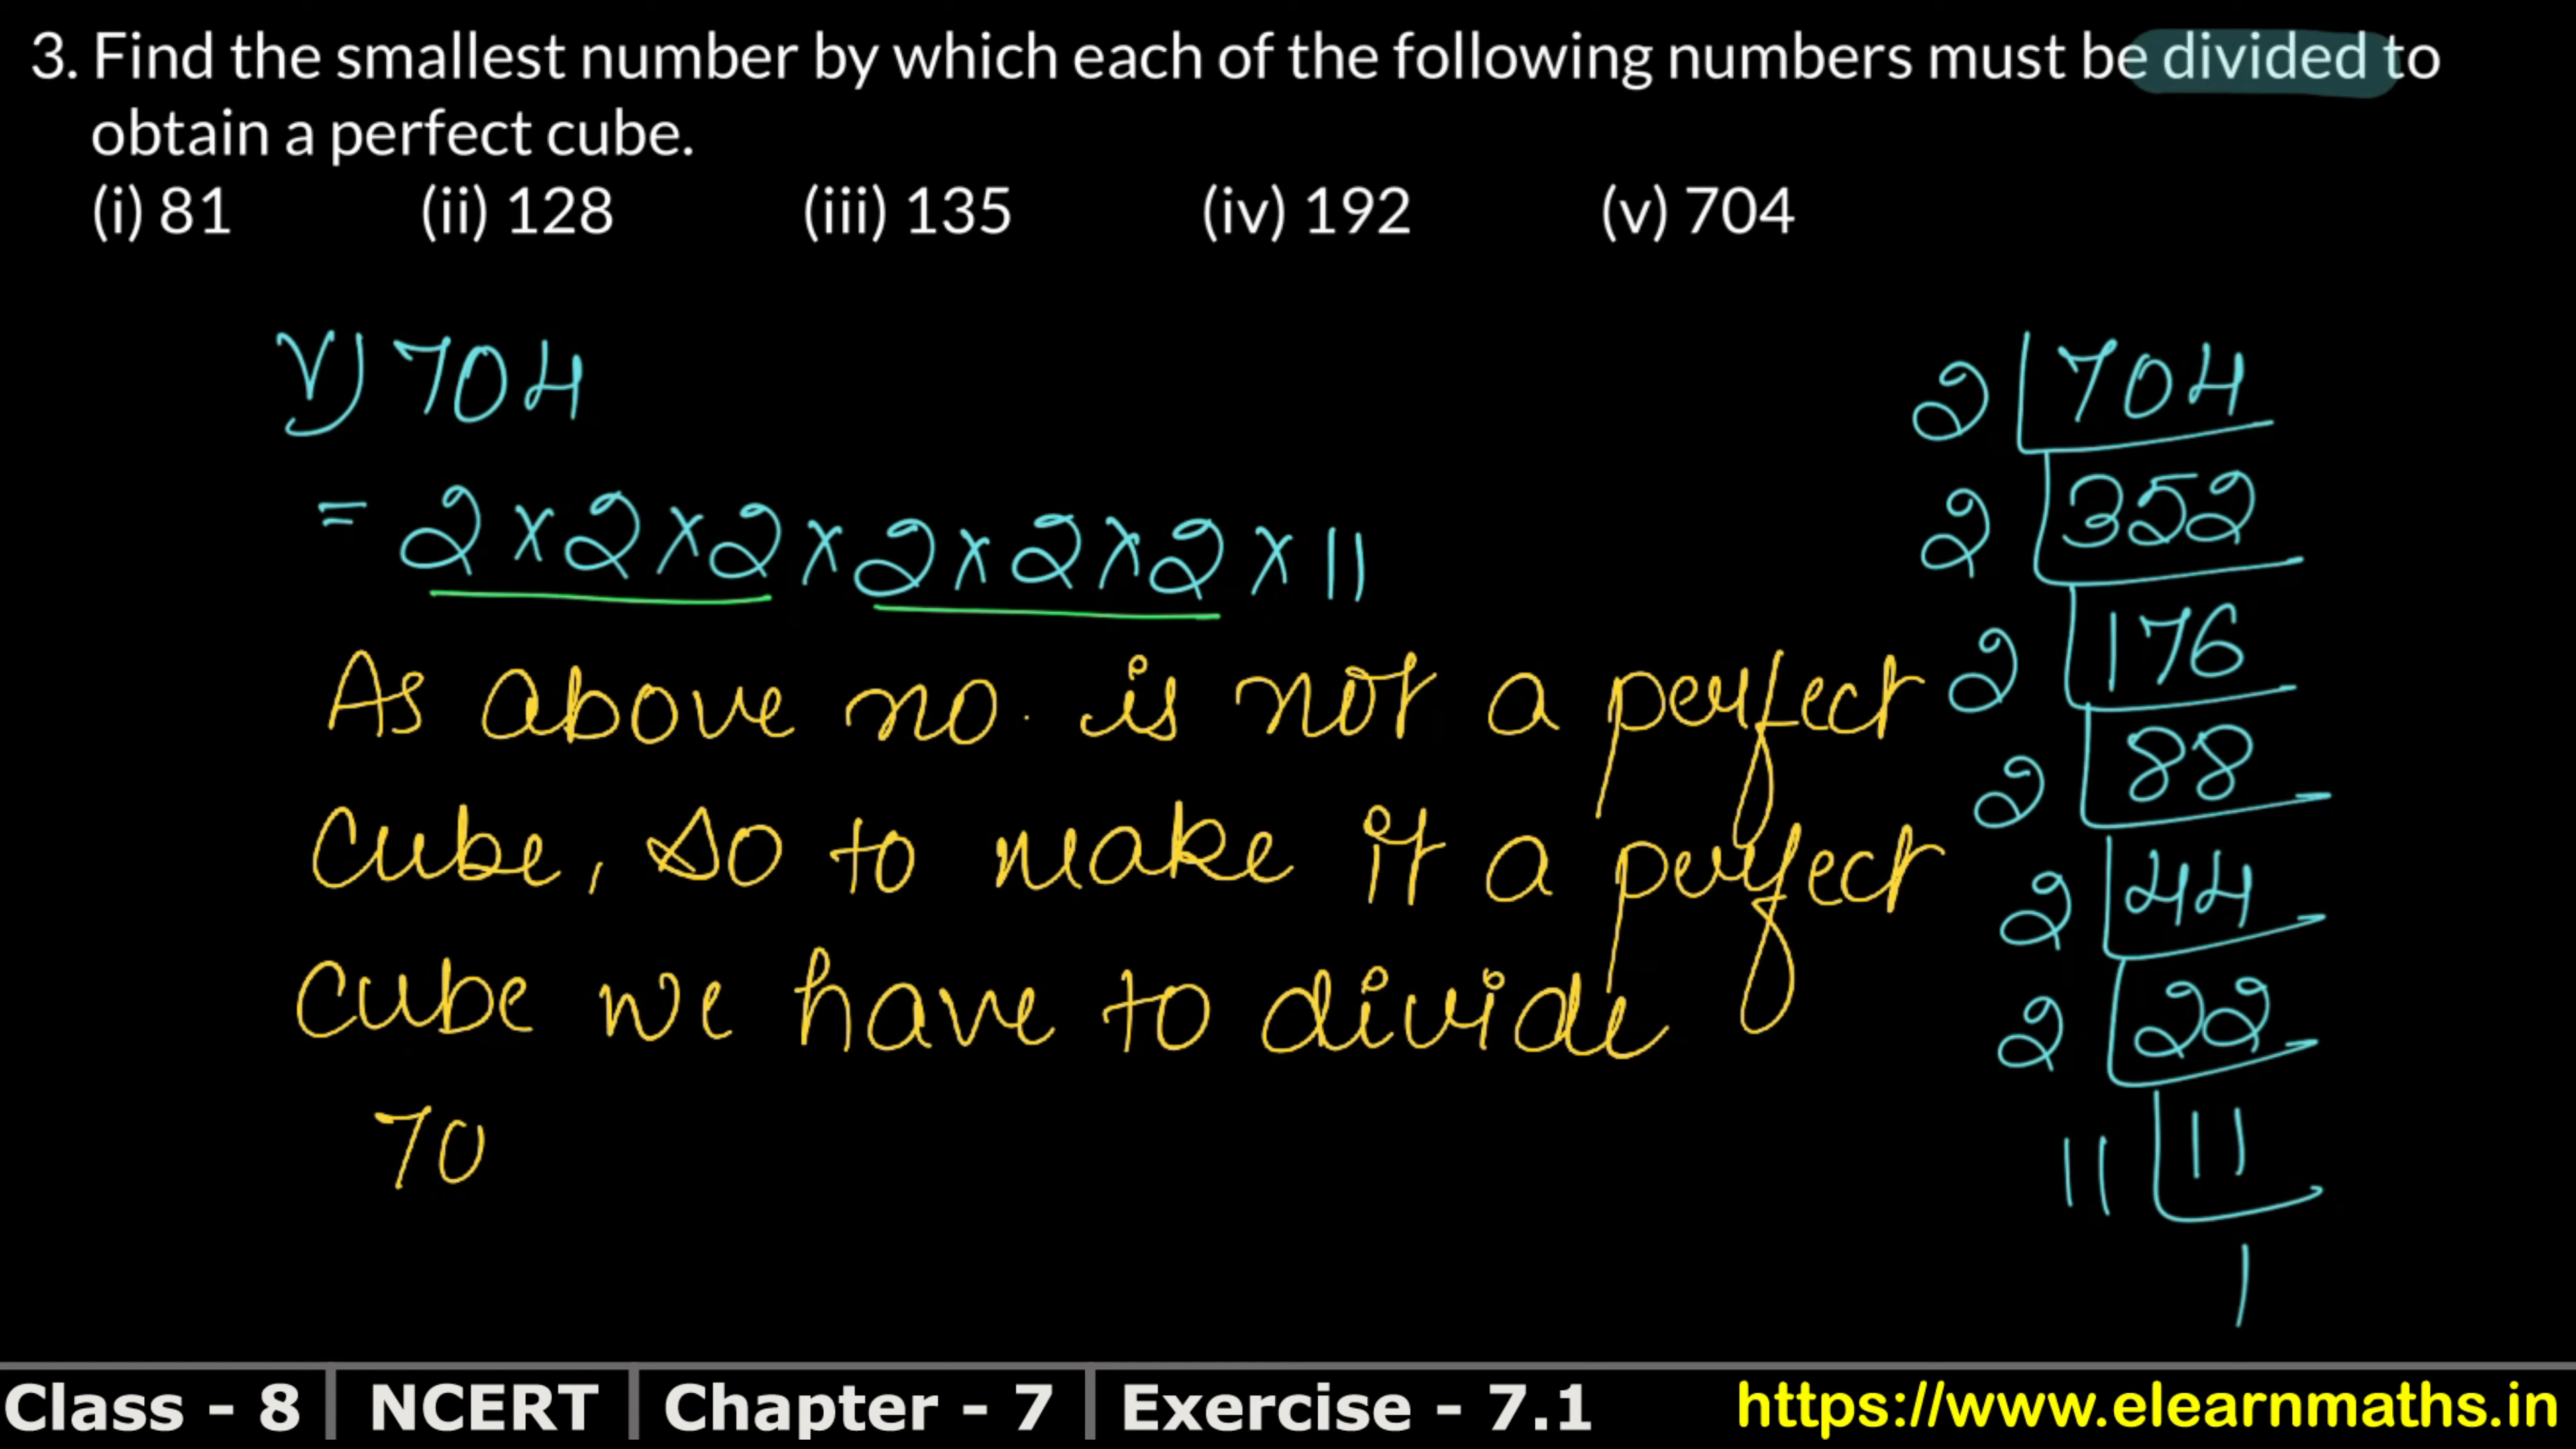 3. Find the smallest number by which each of the following numbers must be divided to
obtain a perfect cube.
(i) 81 (ii) 128 (iii) 135 (iv) 192 (v) 704
V) 704
= 2 × 2 × 2 × 2 × 2 × 2 × 11
As above no. is not a perfect
cube, so to make it a perfect
cube we have to divide
70
2 704
2 352
2 176
2 88
2 44
2 22
11 11
1
Class - 8 NCERT Chapter - 7 Exercise - 7.1 https://www.elearnmaths.in